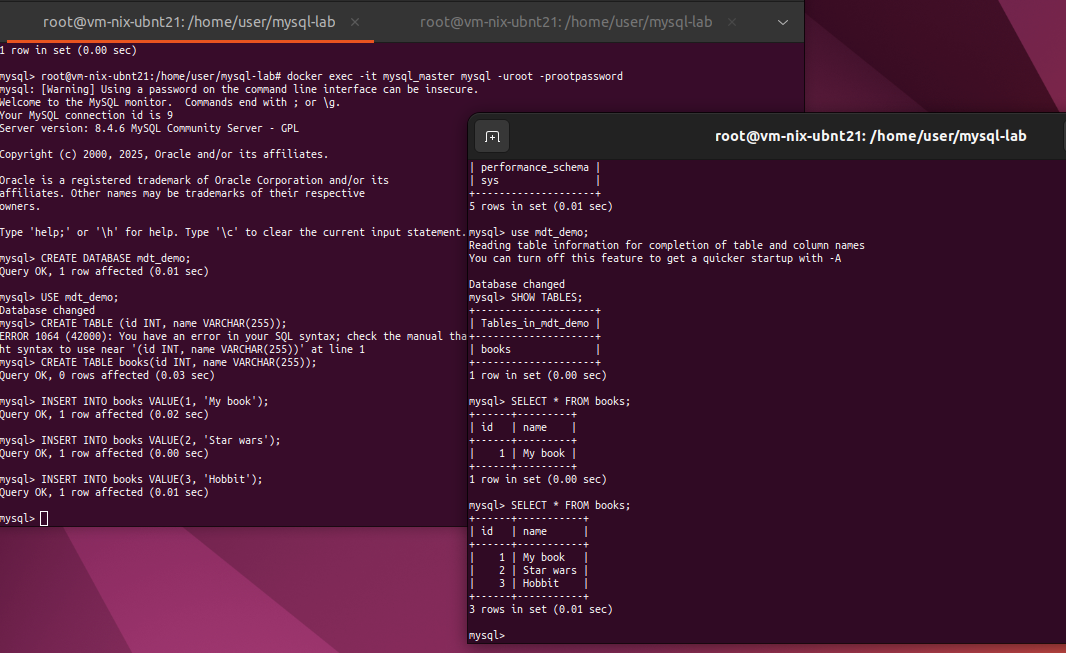 root@vm-nix-ubnt21: /home/user/mysql-lab
root@vm-nix-ubnt21: /home/user/mysql-lab
1 row in set (0.00 sec)
mysql> root@vm-nix-ubnt21:/home/user/mysql-lab# docker exec -it mysql_master mysql -uroot -prootpassword
mysql: [Warning] Using a password on the command line interface can be insecure.
Welcome to the MySQL monitor.  Commands end with ; or \g.
Your MySQL connection id is 9
Server version: 8.4.6 MySQL Community Server - GPL
Copyright (c) 2000, 2025, Oracle and/or its affiliates.
Oracle is a registered trademark of Oracle Corporation and/or its
affiliates. Other names may be trademarks of their respective
owners.
Type 'help;' or '\h' for help. Type '\c' to clear the current input statement.
mysql> CREATE DATABASE mdt_demo;
Query OK, 1 row affected (0.01 sec)
mysql> USE mdt_demo;
Database changed
mysql> CREATE TABLE (id INT, name VARCHAR(255));
ERROR 1064 (42000): You have an error in your SQL syntax; check the manual tha
ht syntax to use near '(id INT, name VARCHAR(255))' at line 1
mysql> CREATE TABLE books(id INT, name VARCHAR(255));
Query OK, 0 rows affected (0.03 sec)
mysql> INSERT INTO books VALUE(1, 'My book');
Query OK, 1 row affected (0.02 sec)
mysql> INSERT INTO books VALUE(2, 'Star wars');
Query OK, 1 row affected (0.00 sec)
mysql> INSERT INTO books VALUE(3, 'Hobbit');
Query OK, 1 row affected (0.01 sec)
mysql>
root@vm-nix-ubnt21: /home/user/mysql-lab
| performance_schema |
| sys                |
+--------------------+
5 rows in set (0.01 sec)
mysql> use mdt_demo;
Reading table information for completion of table and column names
You can turn off this feature to get a quicker startup with -A
Database changed
mysql> SHOW TABLES;
+--------------------+
| Tables_in_mdt_demo |
+--------------------+
| books              |
+--------------------+
1 row in set (0.00 sec)
mysql> SELECT * FROM books;
+------+---------+
| id   | name    |
+------+---------+
|    1 | My book |
+------+---------+
1 row in set (0.00 sec)
mysql> SELECT * FROM books;
+------+-----------+
| id   | name      |
+------+-----------+
|    1 | My book   |
|    2 | Star wars |
|    3 | Hobbit    |
+------+-----------+
3 rows in set (0.01 sec)
mysql>